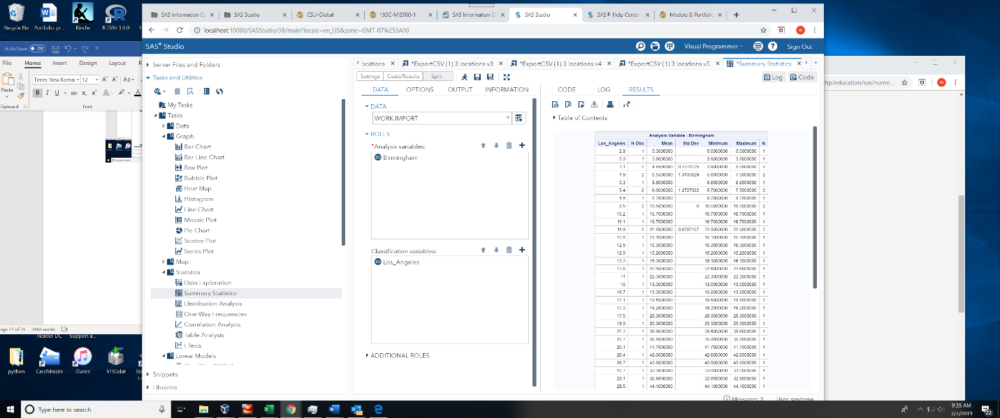 SAS Information Ce
SAS Studio
CSU-Global
19SC-MIS500-1
SAS Information Ce
SAS Studio
SAS® Help Center:
Module 8: Portfolio
localhost:10080/SASStudio/38/main?locale=en_US&zone=GMT-07%253A00
SAS® Studio
Visual Programmer
Sign Out
Recycle Bin
Portfolio-pr...
Kindle
R i386 3.6.0
AutoSave Off
File Home Insert Design Layout R
Times New Roma 12 A A Aa
Paste
B I U ab x₂ x² A A
Clipboard
Font
Server Files and Folders
Tasks and Utilities
My Tasks
Tasks
Data
Graph
Bar Chart
Bar Line Chart
Box Plot
Bubble Plot
Heat Map
Histogram
Line Chart
Mosaic Plot
Pie Chart
Scatter Plot
Series Plot
Map
Statistics
Data Exploration
Summary Statistics
Distribution Analysis
One-Way Frequencies
Correlation Analysis
Table Analysis
t Tests
Linear Models
Snippets
Libraries
ocations
*ExportCSV (1) 3 locations v3
*ExportCSV (1) 3 locations v4
*ExportCSV (1) 3 locations v5
*Summary Statistics
Settings Code/Results Split
Log Code
DATA OPTIONS OUTPUT INFORMATION
DATA
WORK.IMPORT
ROLES
*Analysis variables:
Birmingham
Classification variables:
Los_Angeles
ADDITIONAL ROLES
CODE LOG RESULTS
Table of Contents
Analysis Variable : Birmingham
Los_Angeles N Obs Mean Std Dev Minimum Maximum N
2.8 1 5.0000000 . 5.0000000 5.0000000 1
2.9 1 3.8000000 . 3.8000000 3.8000000 1
3.1 2 4.4500000 0.7778175 3.9000000 5.0000000 2
4.9 2 6.5500000 1.3435029 5.6000000 7.5000000 2
5.3 1 8.8000000 . 8.8000000 8.8000000 1
5.4 2 6.6000000 1.2727922 5.7000000 7.5000000 2
5.6 1 8.7000000 . 8.7000000 8.7000000 1
8.5 2 10.5000000 0 10.5000000 10.5000000 2
10.2 1 16.7000000 . 16.7000000 16.7000000 1
11.1 1 16.7000000 . 16.7000000 16.7000000 1
11.6 2 22.8500000 0.0707107 22.8000000 22.9000000 2
12.6 1 15.1000000 . 15.1000000 15.1000000 1
12.8 1 16.3000000 . 16.3000000 16.3000000 1
12.9 1 15.2000000 . 15.2000000 15.2000000 1
13.2 1 16.3000000 . 16.3000000 16.3000000 1
13.8 1 22.6000000 . 22.6000000 22.6000000 1
14 1 22.3000000 . 22.3000000 22.3000000 1
16 1 13.0000000 . 13.0000000 13.0000000 1
16.7 1 13.2000000 . 13.2000000 13.2000000 1
17.1 1 19.5000000 . 19.5000000 19.5000000 1
17.3 1 19.2000000 . 19.2000000 19.2000000 1
17.5 1 29.3000000 . 29.3000000 29.3000000 1
18.9 1 29.3000000 . 29.3000000 29.3000000 1
22.2 1 35.6000000 . 35.6000000 35.6000000 1
22.7 1 35.8000000 . 35.8000000 35.8000000 1
26.1 1 41.7000000 . 41.7000000 41.7000000 1
26.4 1 42.6000000 . 42.6000000 42.6000000 1
26.7 1 43.8000000 . 43.8000000 43.8000000 1
27.7 1 33.0000000 . 33.0000000 33.0000000 1
28.1 1 32.9000000 . 32.9000000 32.9000000 1
28.5 1 44.1000000 . 44.1000000 44.1000000 1
Messages: 2 User: sasdemo
hp/education/sas/nume...
age 27 of 35 3469 words
Reader DC Support a...
python
CardMinder
iTunes
h192dat
Type here to search
9:35 AM
7/7/2019
22